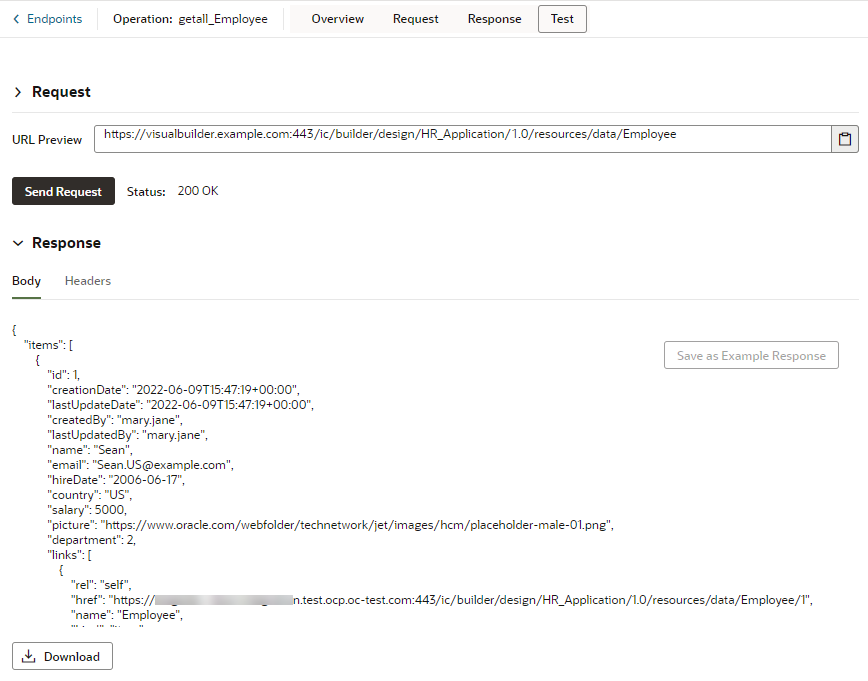 Endpoints Operation: getall_Employee Overview Request Response Test
Request
URL Preview https://visualbuilder.example.com:443/ic/builder/design/HR_Application/1.0/resources/data/Employee
Send Request Status: 200 OK
Response
Body Headers
{
"items": [
Save as Example Response
{
"id": 1,
"creationDate": "2022-06-09T15:47:19+00:00",
"lastUpdateDate": "2022-06-09T15:47:19+00:00",
"createdBy": "mary.jane",
"lastUpdatedBy": "mary.jane",
"name": "Sean",
"email": "Sean.US@example.com",
"hireDate": "2006-06-17",
"country": "US",
"salary": 5000,
"picture": "https://www.oracle.com/webfolder/technetwork/jet/images/hcm/placeholder-male-01.png",
"department": 2,
"links": [
{
"rel": "self",
"href": "https:// n.test.ocp.oc-test.com:443/ic/builder/design/HR_Application/1.0/resources/data/Employee/1",
"name": "Employee",
Download